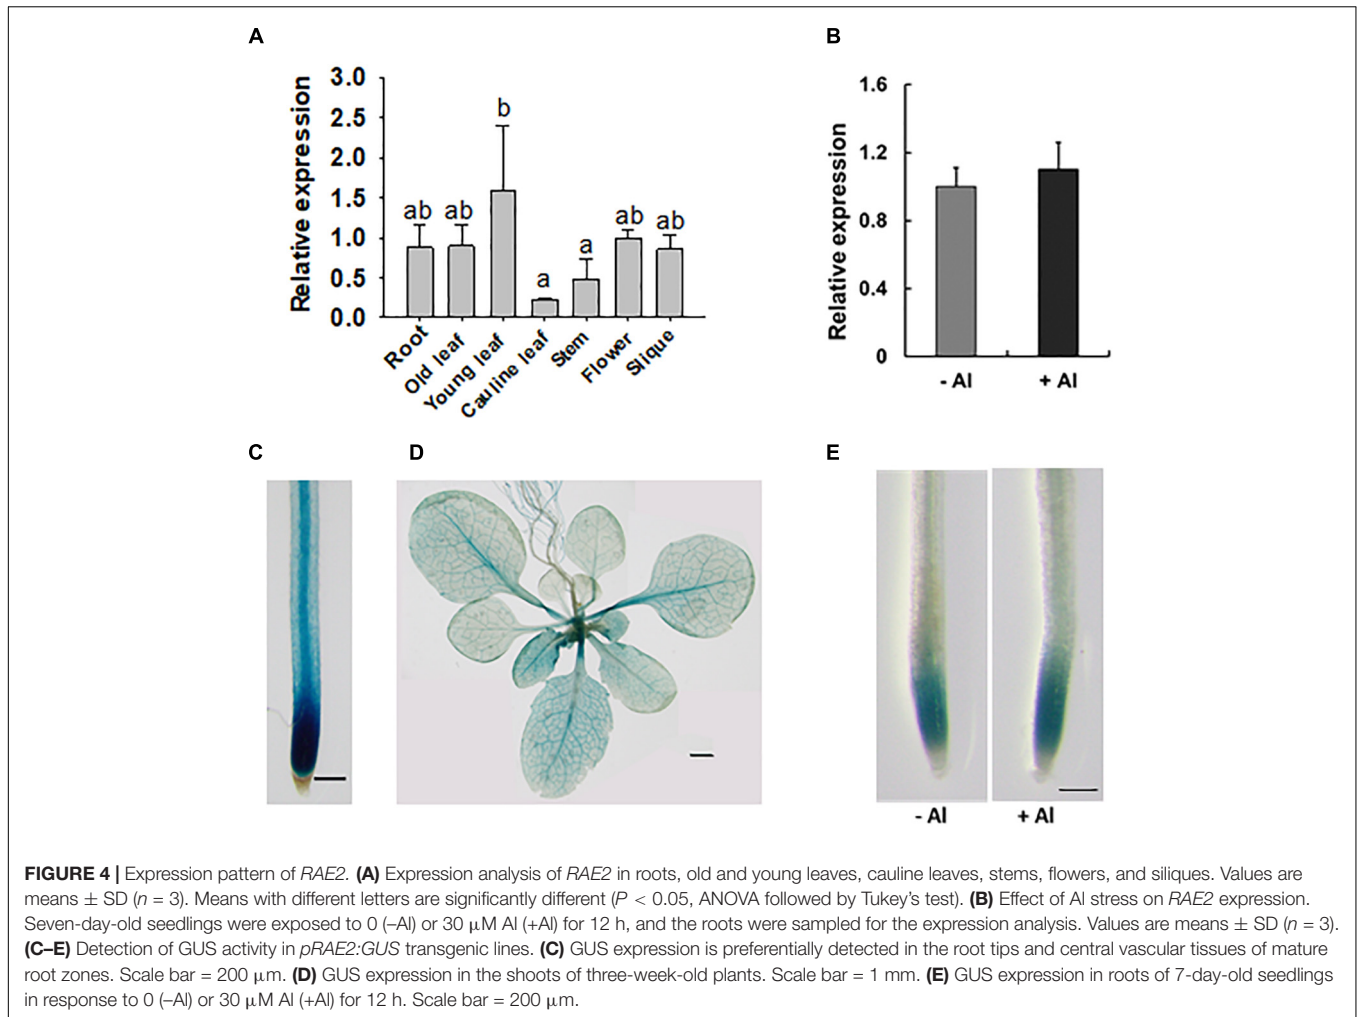 A
B
Relative expression
3.0
2.5
2.0
1.5
1.0
0.5
0.0
ab
ab
b
a
a
ab
ab
Root
Old leaf
Young leaf
Cauline leaf
Stem
Flower
Slique
Relative expression
1.6
1.2
0.8
0.4
0
- Al
+ Al
C
D
E
- Al
+ Al
FIGURE 4 | Expression pattern of RAE2. (A) Expression analysis of RAE2 in roots, old and young leaves, cauline leaves, stems, flowers, and siliques. Values are
means ± SD (n = 3). Means with different letters are significantly different (P < 0.05, ANOVA followed by Tukey's test). (B) Effect of Al stress on RAE2 expression.
Seven-day-old seedlings were exposed to 0 (–Al) or 30 μM Al (+Al) for 12 h, and the roots were sampled for the expression analysis. Values are means ± SD (n = 3).
(C–E) Detection of GUS activity in pRAE2:GUS transgenic lines. (C) GUS expression is preferentially detected in the root tips and central vascular tissues of mature
root zones. Scale bar = 200 μm. (D) GUS expression in the shoots of three-week-old plants. Scale bar = 1 mm. (E) GUS expression in roots of 7-day-old seedlings
in response to 0 (–Al) or 30 μM Al (+Al) for 12 h. Scale bar = 200 μm.